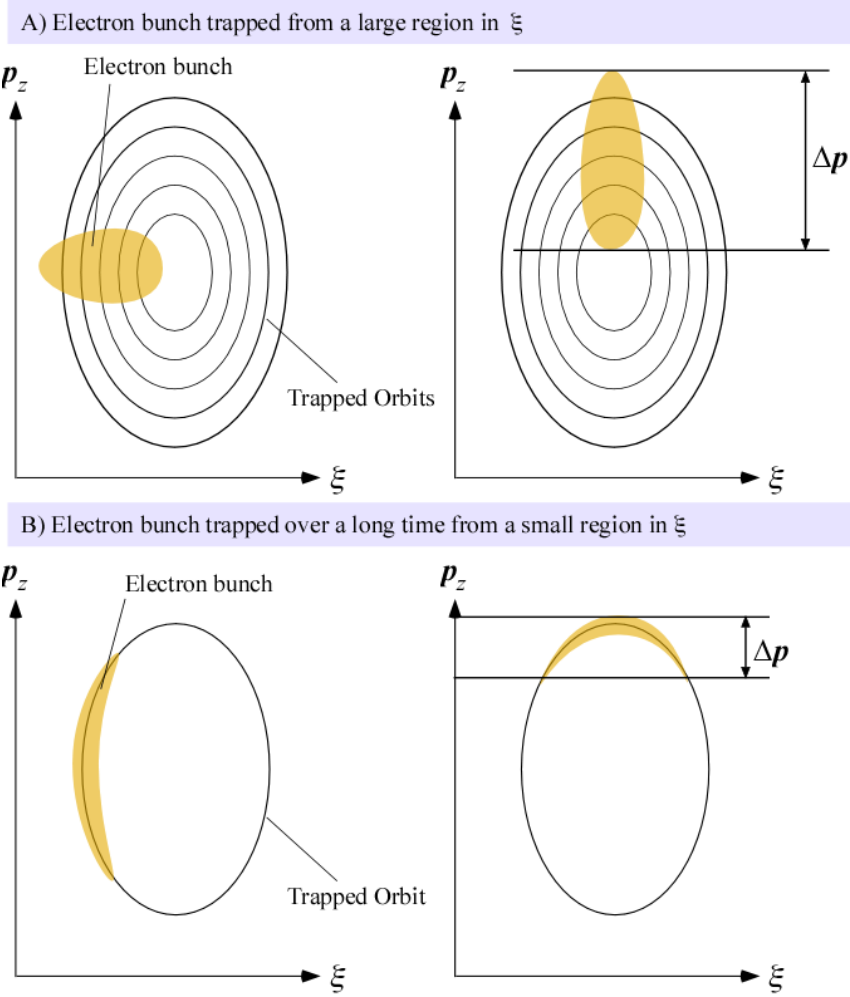 A) Electron bunch trapped from a large region in ξ
Electron bunch
p_z
p_z
Δp
Trapped Orbits
ξ
ξ
B) Electron bunch trapped over a long time from a small region in ξ
p_z
Electron bunch
p_z
Δp
Trapped Orbit
ξ
ξ